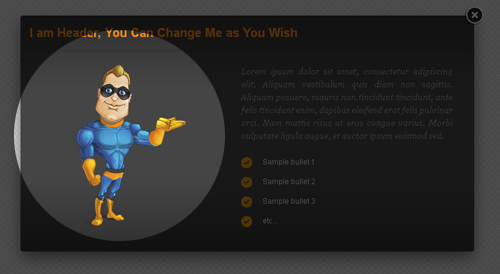 I am Header, You Can Change Me as You Wish
Lorem ipsum dolor sit amet, consectetur adipiscing
elit. Aliquam vestibulum quis diam non sagittis.
Aliquam posuere, mauris non tincidunt tincidunt, ante
felis tincidunt enim, dapibus eleifend erat felis pulvinar
orci. Nam mattis risus at eros congue varius. Morbi
vulputate ligula augue, et auctor ipsum euismod sed.
Sample bullet 1
Sample bullet 2
Sample bullet 3
etc...